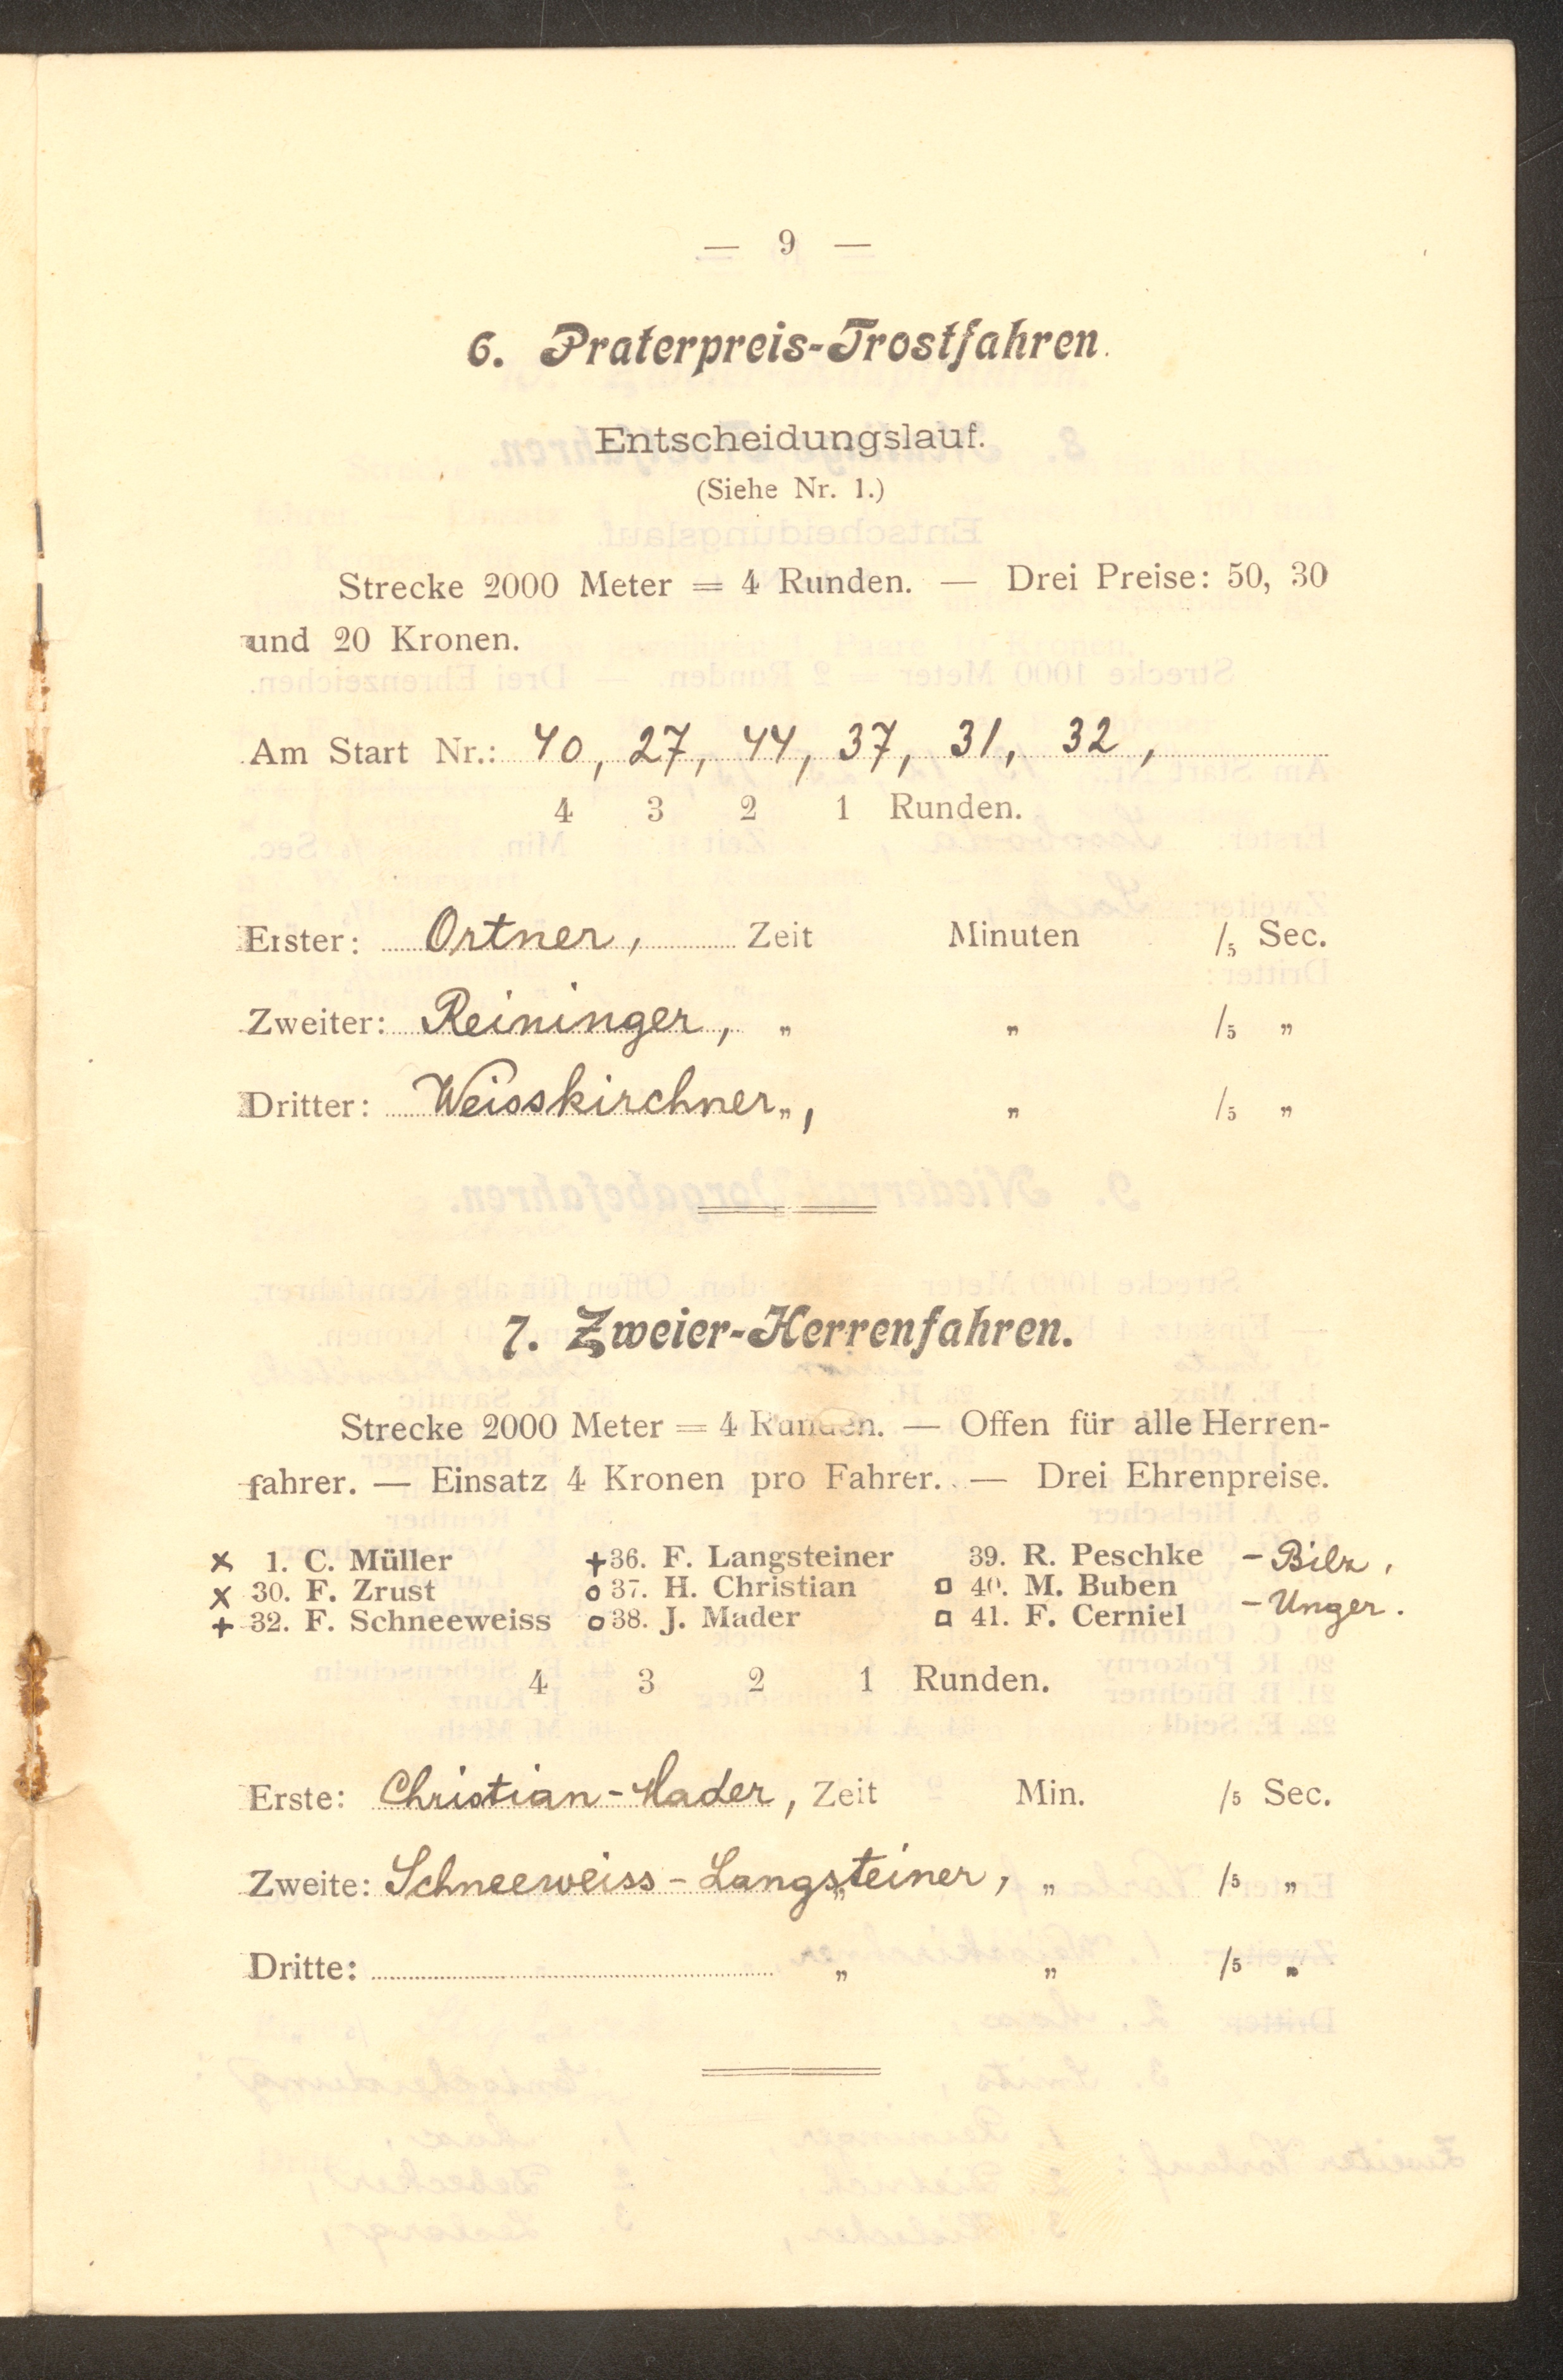 — 9 —
6. Praterpreis-Trostfahren.
Entscheidungslauf.
(Siehe Nr. 1.)
Strecke 2000 Meter = 4 Runden. — Drei Preise: 50, 30
und 20 Kronen.
Am Start Nr.: 40, 27, 44, 37, 31, 32,
4 3 2 1 Runden.
Erster: Ortner, Zeit Minuten /5 Sec.
Zweiter: Reininger, „ „ /5 „
Dritter: Weisskirchner „, „ /5 „
7. Zweier-Herrenfahren.
Strecke 2000 Meter = 4 Runden. — Offen für alle Herren-
fahrer. — Einsatz 4 Kronen pro Fahrer. — Drei Ehrenpreise.
x 1. C. Müller + 36. F. Langsteiner 39. R. Peschke - Bilz,
x 30. F. Zrust o 37. H. Christian □ 40. M. Buben
+ 32. F. Schneeweiss o 38. J. Mader □ 41. F. Cerniel - Unger.
4 3 2 1 Runden.
Erste: Christian - Mader, Zeit Min. /5 Sec.
Zweite: Schneeweiss - Langsteiner, „ „ /5 „
Dritte: „ „ /5 „